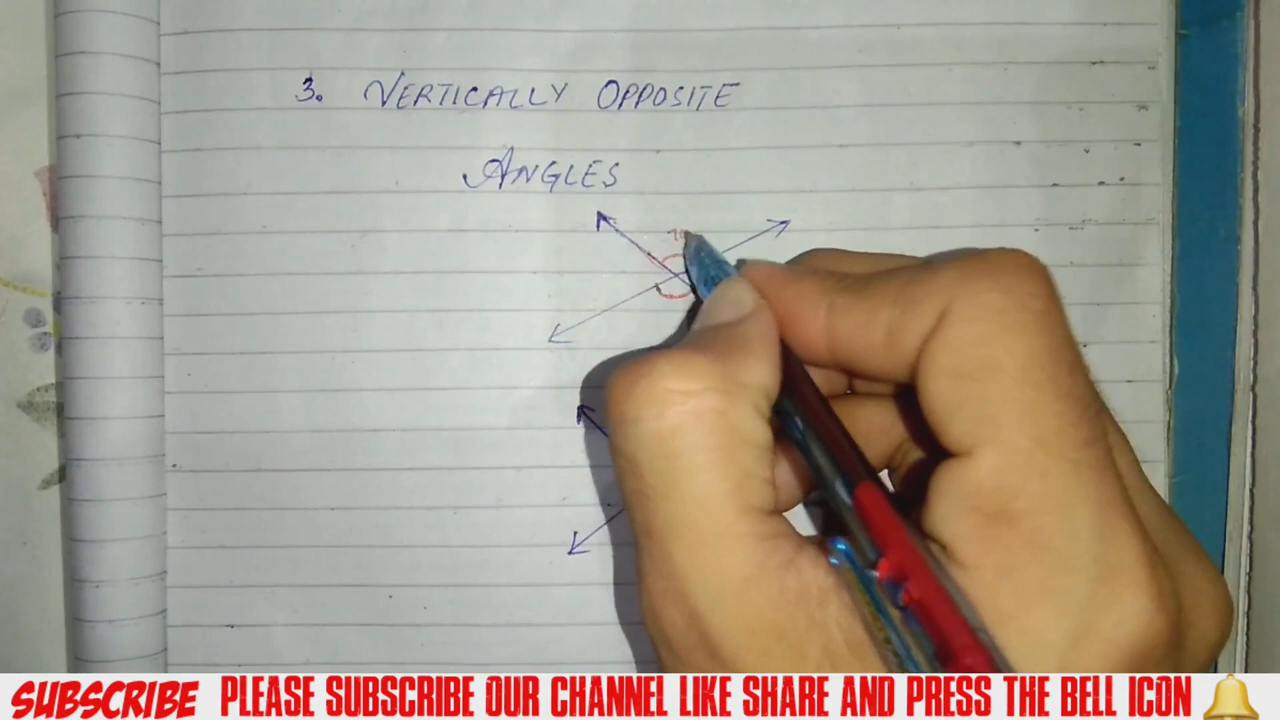 3. VERTICALLY OPPOSITE
ANGLES
SUBSCRIBE PLEASE SUBSCRIBE OUR CHANNEL LIKE SHARE AND PRESS THE BELL ICON